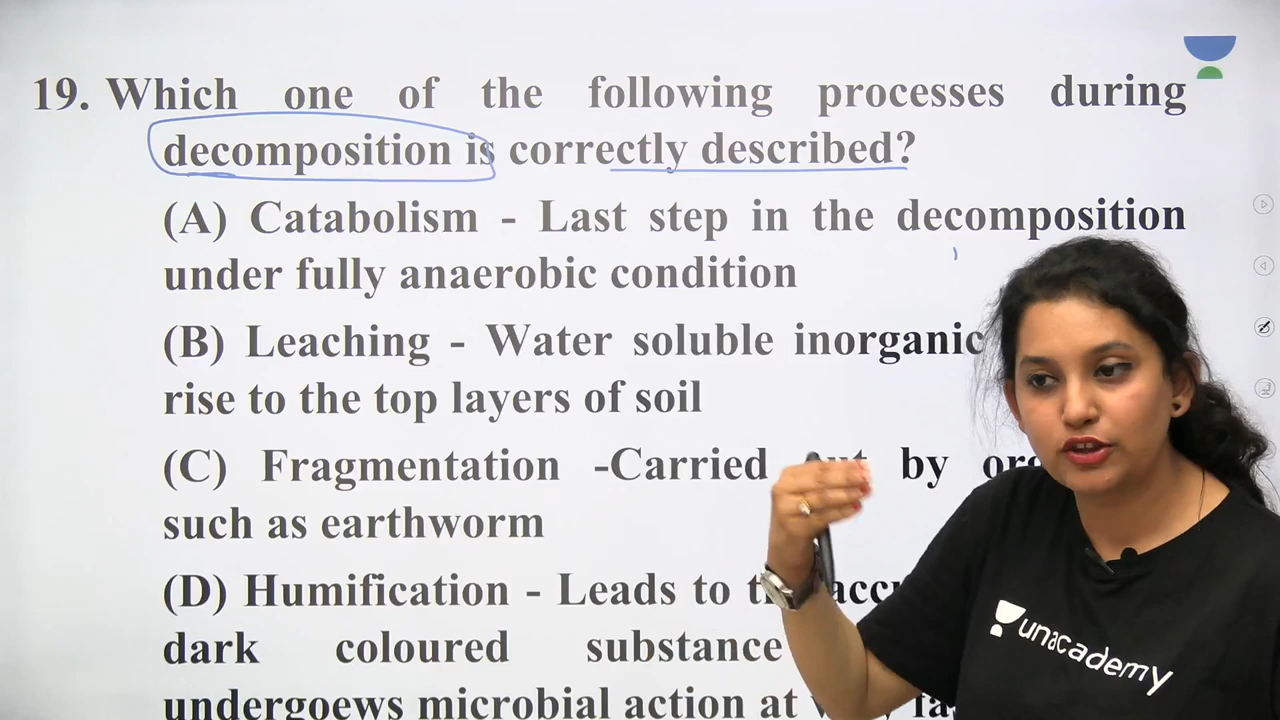 19. Which one of the following processes during
decomposition is correctly described?
(A) Catabolism - Last step in the decomposition
under fully anaerobic condition
(B) Leaching - Water soluble inorganic
rise to the top layers of soil
(C) Fragmentation -Carried out by
such as earthworm
(D) Humification - Leads to
dark coloured substance
undergoews microbial action at
unacademy